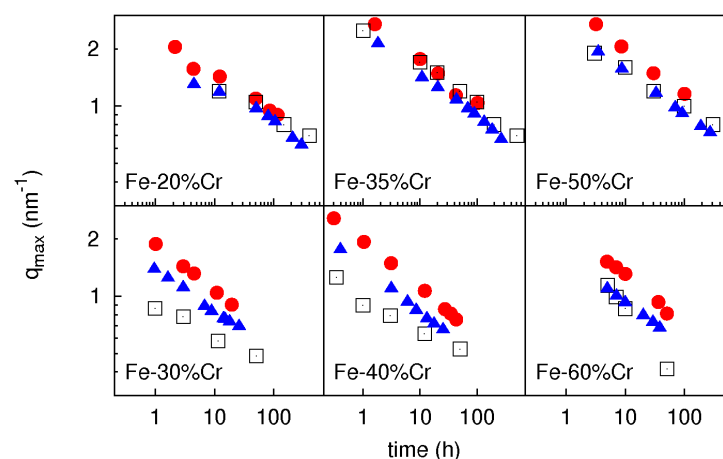 2
1
Fe-20%Cr
Fe-35%Cr
Fe-50%Cr
q_max (nm^-1)
2
1
Fe-30%Cr
Fe-40%Cr
Fe-60%Cr
1 10 100 1 10 100 1 10 100
time (h)